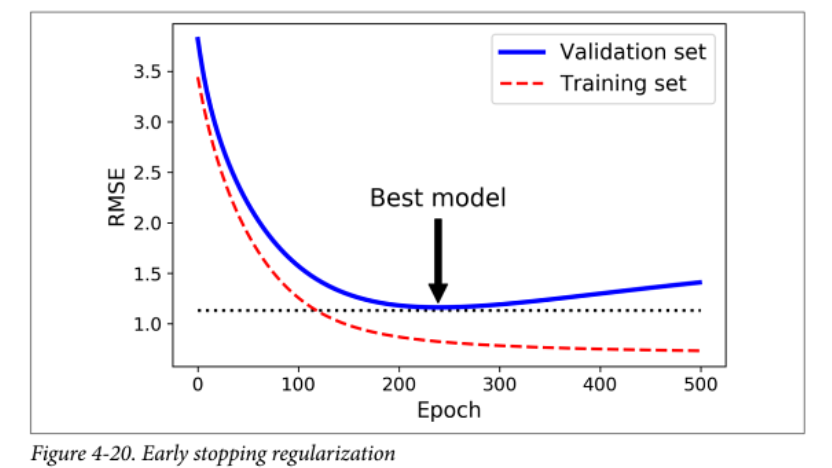 Validation set
Training set
Best model
RMSE
3.5
3.0
2.5
2.0
1.5
1.0
0 100 200 300 400 500
Epoch
Figure 4-20. Early stopping regularization